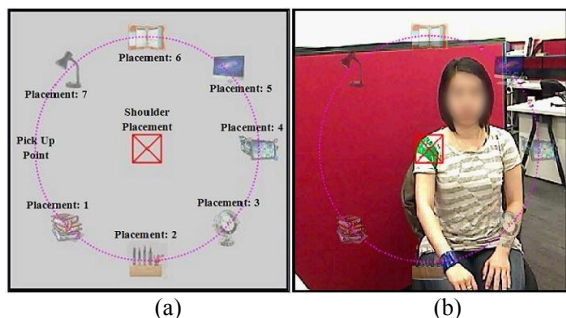 Placement: 6
Placement: 5
Placement: 7
Shoulder
Placement
Placement: 4
Pick Up
Point
Placement: 1
Placement: 3
Placement: 2
(a)
(b)